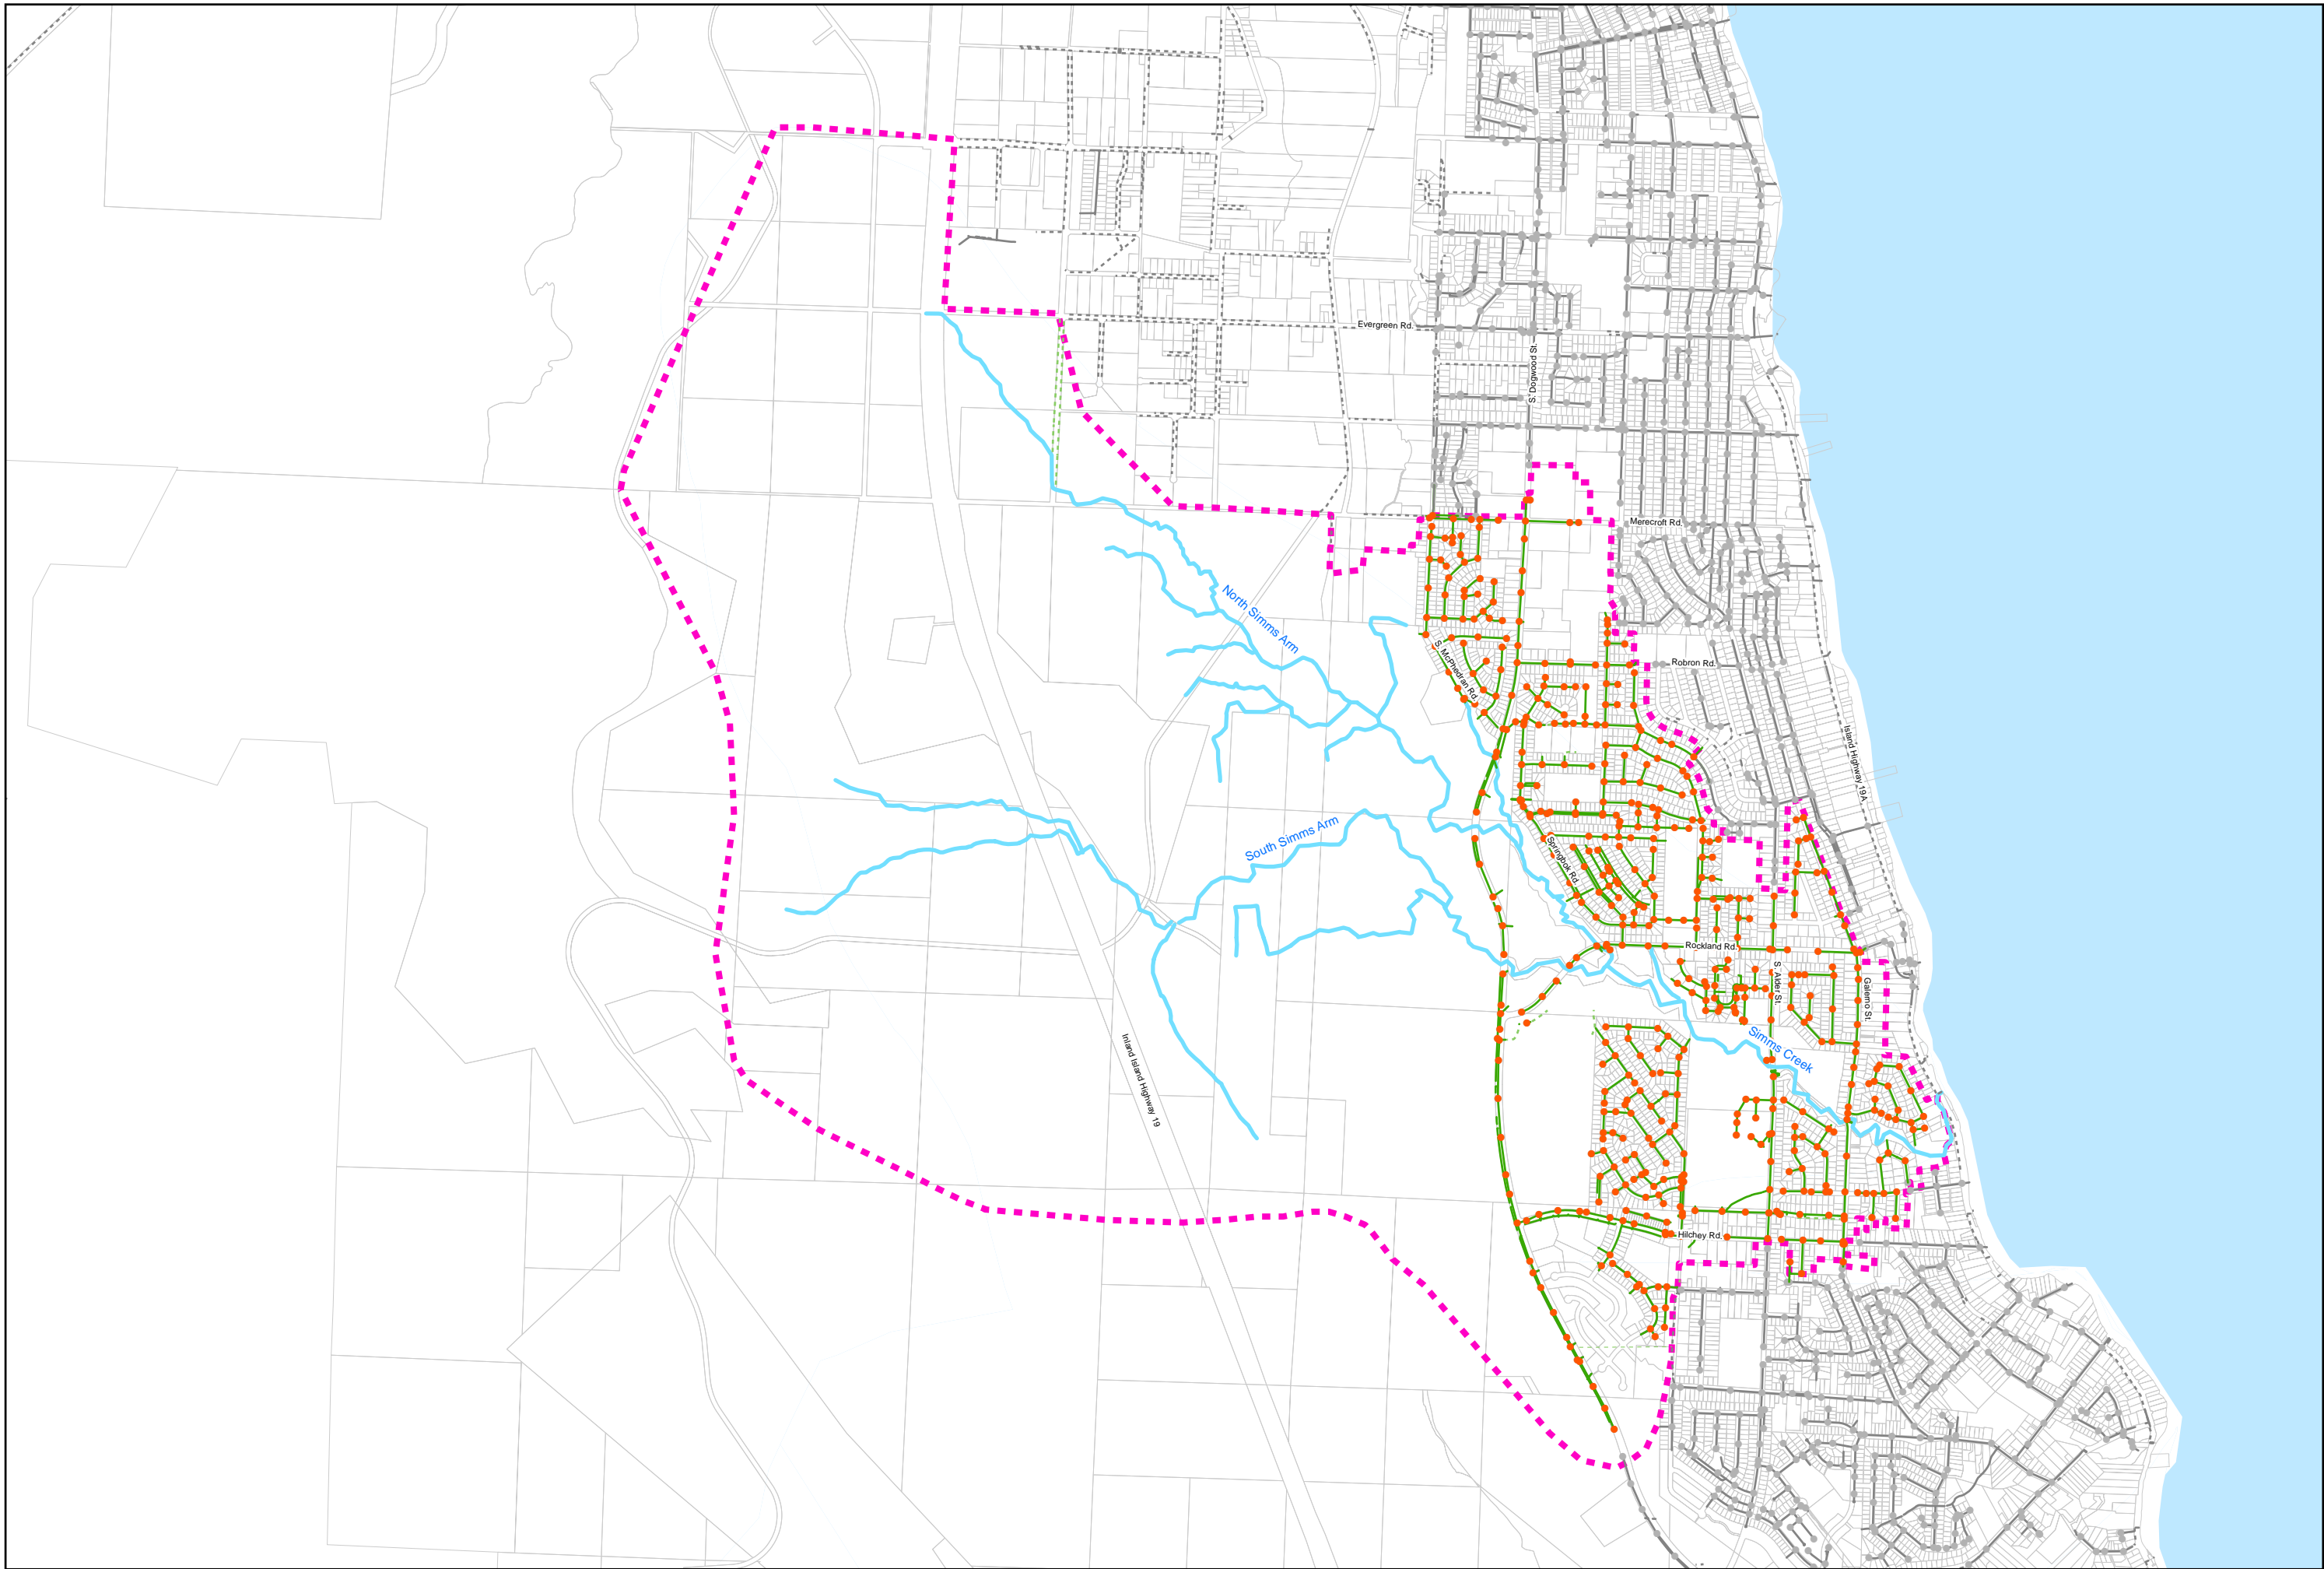 Evergreen Rd.
S. Dogwood St.
Merecroft Rd.
North Simms Arm
S. McPhedran Rd.
Robron Rd.
Island Highway 19A
South Simms Arm
Springbok Rd.
Rockland Rd.
S. Alder St.
Galerno St.
Simms Creek
Inland Island Highway 19
Hilchey Rd.